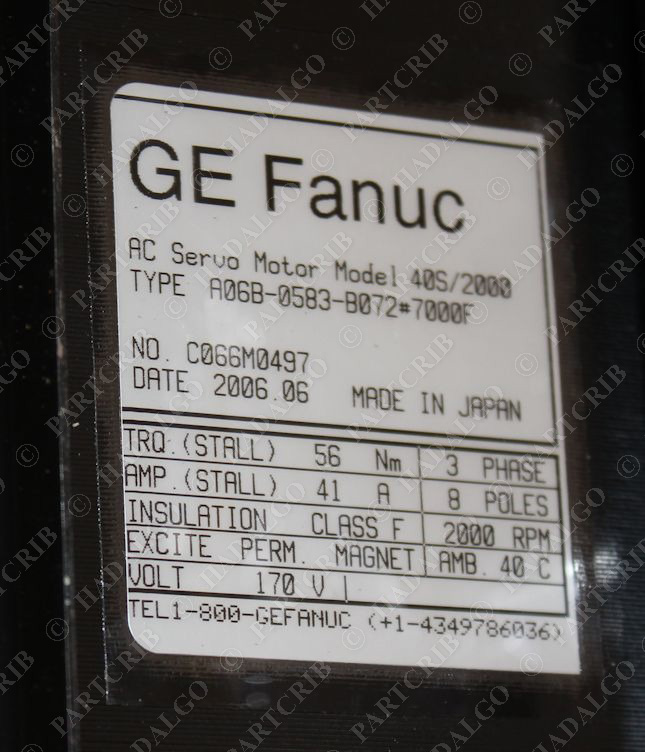 GE Fanuc
AC Servo Motor Model 40S/2000
TYPE A06B-0583-B072#7000F
NO. C066M0497
DATE 2006.06 MADE IN JAPAN
TRQ.(STALL) 56 Nm 3 PHASE
AMP.(STALL) 41 A 8 POLES
INSULATION CLASS F 2000 RPM
EXCITE PERM. MAGNET AMB. 40 C
VOLT 170 V
TEL1-800-GEFANUC (+1-4349786036)
© PARTCRIB
© HADALGO